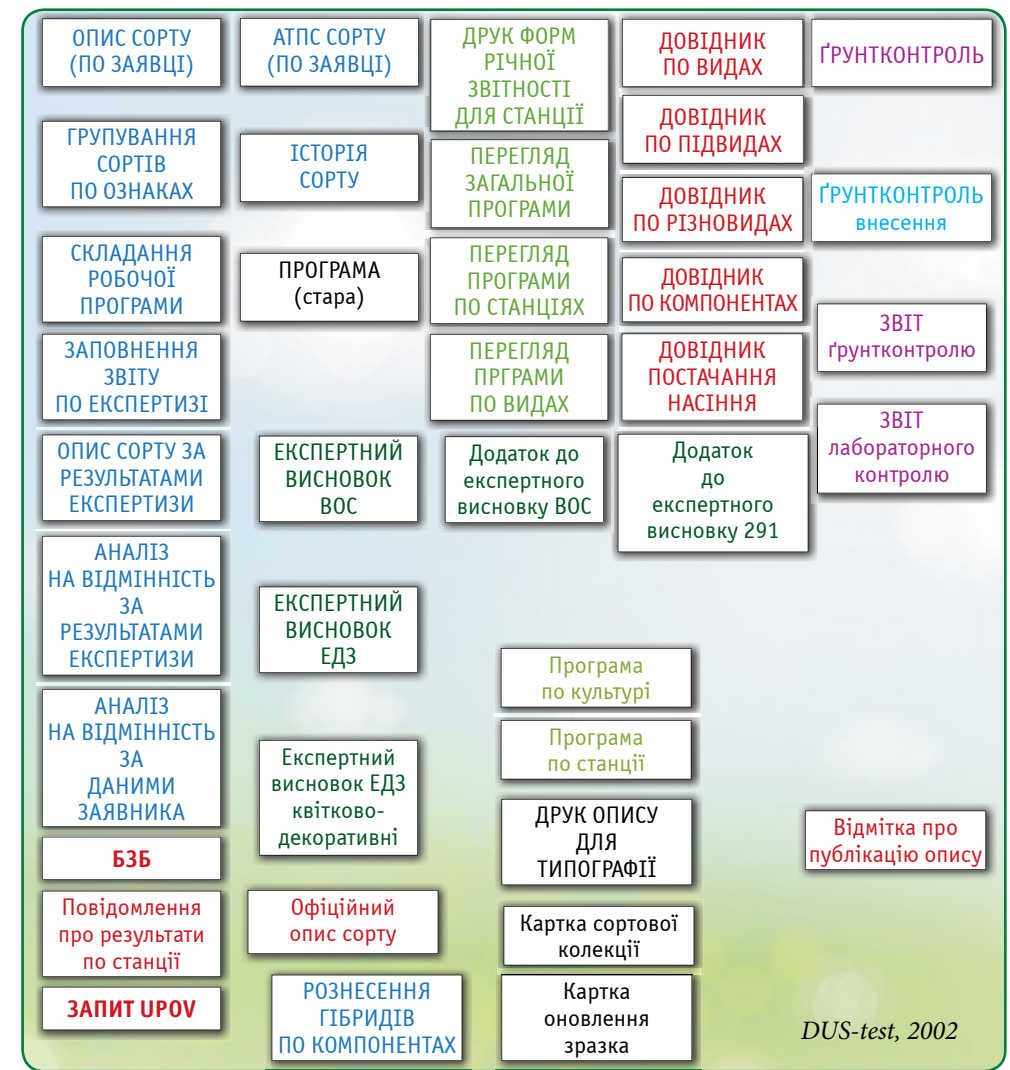 ОПИС СОРТУ
(ПО ЗАЯВЦІ)
ГРУПУВАННЯ
СОРТІВ
ПО ОЗНАКАХ
СКЛАДАННЯ
РОБОЧОЇ
ПРОГРАМИ
ЗАПОВНЕННЯ
ЗВІТУ
ПО ЕКСПЕРТИЗІ
ОПИС СОРТУ ЗА
РЕЗУЛЬТАТАМИ
ЕКСПЕРТИЗИ
АНАЛІЗ
НА ВІДМІННІСТЬ
ЗА
РЕЗУЛЬТАТАМИ
ЕКСПЕРТИЗИ
АНАЛІЗ
НА ВІДМІННІСТЬ
ЗА
ДАНИМИ
ЗАЯВНИКА
БЗБ
Повідомлення
про результати
по станції
ЗАПИТ UPOV
АТПС СОРТУ
(ПО ЗАЯВЦІ)
ІСТОРІЯ
СОРТУ
ПРОГРАМА
(стара)
ЕКСПЕРТНИЙ
ВИСНОВОК
ВОС
ЕКСПЕРТНИЙ
ВИСНОВОК
ЕДЗ
Експертний
висновок ЕДЗ
квітково-
декоративні
Офіційний
опис сорту
РОЗНЕСЕННЯ
ГІБРИДІВ
ПО КОМПОНЕНТАХ
ДРУК ФОРМ
РІЧНОЇ
ЗВІТНОСТІ
ДЛЯ СТАНЦІЇ
ПЕРЕГЛЯД
ЗАГАЛЬНОЇ
ПРОГРАМИ
ПЕРЕГЛЯД
ПРОГРАМИ
ПО СТАНЦІЯХ
ПЕРЕГЛЯД
ПРГРАМИ
ПО ВИДАХ
Додаток до
експертного
висновку ВОС
Програма
по культурі
Програма
по станції
ДРУК ОПИСУ
ДЛЯ
ТИПОГРАФІЇ
Картка сортової
колекції
Картка
оновлення
зразка
ДОВІДНИК
ПО ВИДАХ
ДОВІДНИК
ПО ПІДВИДАХ
ДОВІДНИК
ПО РІЗНОВИДАХ
ДОВІДНИК
ПО КОМПОНЕНТАХ
ДОВІДНИК
ПОСТАЧАННЯ
НАСІННЯ
Додаток
до
експертного
висновку 291
ҐРУНТКОНТРОЛЬ
ҐРУНТКОНТРОЛЬ
внесення
ЗВІТ
ґрунтконтролю
ЗВІТ
лабораторного
контролю
Відмітка про
публікацію опису
DUS-test, 2002